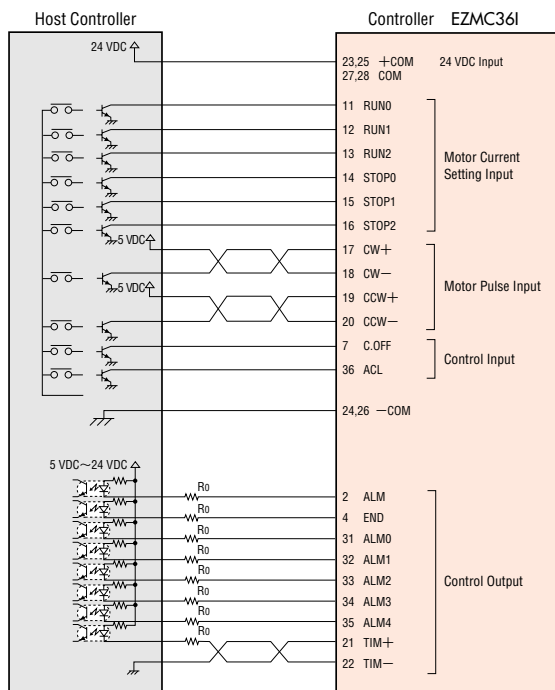 Host Controller
Controller EZMC36I
24 VDC
23,25 +COM 24 VDC Input
27,28 COM
11 RUN0
12 RUN1
13 RUN2
Motor Current
Setting Input
14 STOP0
15 STOP1
16 STOP2
5 VDC
17 CW+
18 CW−
Motor Pulse Input
5 VDC
19 CCW+
20 CCW−
7 C.OFF
Control Input
36 ACL
24,26 −COM
5 VDC~24 VDC
R0
2 ALM
R0
4 END
R0
31 ALM0
R0
32 ALM1
R0
33 ALM2
Control Output
R0
34 ALM3
R0
35 ALM4
R0
21 TIM+
22 TIM−